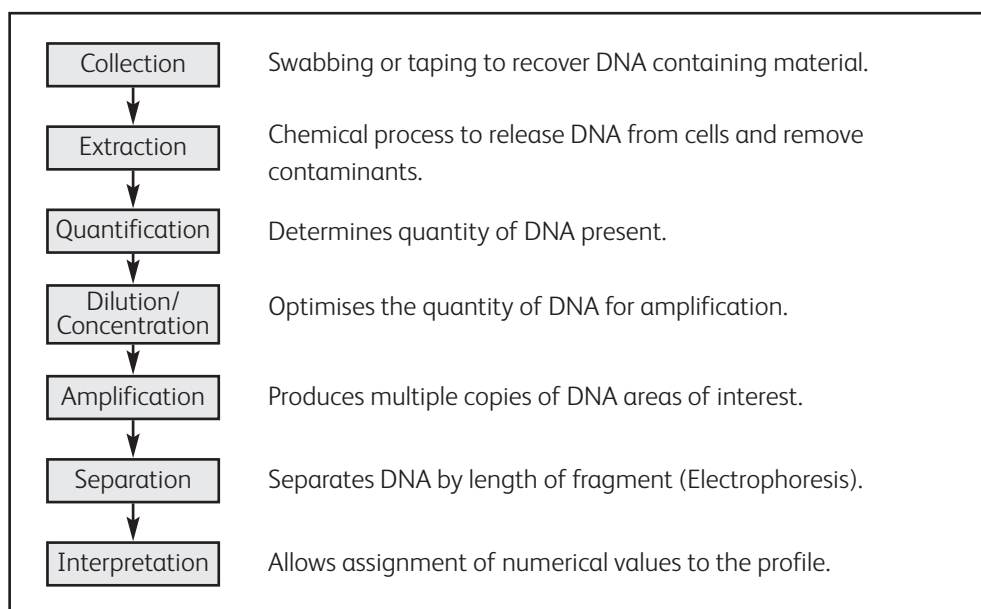 Collection
Swabbing or taping to recover DNA containing material.
Extraction
Chemical process to release DNA from cells and remove
contaminants.
Quantification
Determines quantity of DNA present.
Dilution/
Concentration
Optimises the quantity of DNA for amplification.
Amplification
Produces multiple copies of DNA areas of interest.
Separation
Separates DNA by length of fragment (Electrophoresis).
Interpretation
Allows assignment of numerical values to the profile.